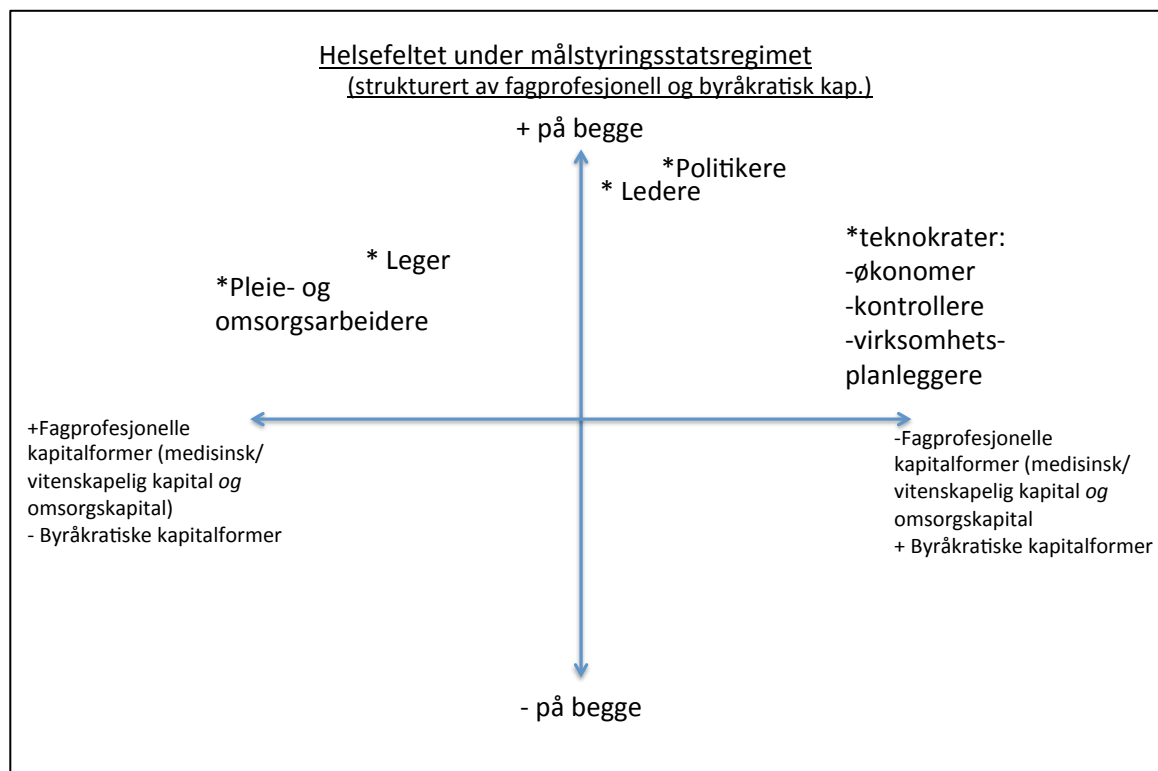 Helsefeltet under målstyringsstatsregimet
(strukturert av fagprofesjonell og byråkratisk kap.)
+ på begge
*Politikere
* Ledere
*teknokrater:
-økonomer
-kontrollere
-virksomhets-
planleggere
* Leger
*Pleie- og
omsorgsarbeidere
+Fagprofesjonelle
kapitalformer (medisinsk/
vitenskapelig kapital og
omsorgskapital)
- Byråkratiske kapitalformer
-Fagprofesjonelle
kapitalformer (medisinsk/
vitenskapelig kapital og
omsorgskapital
+ Byråkratiske kapitalformer
- på begge